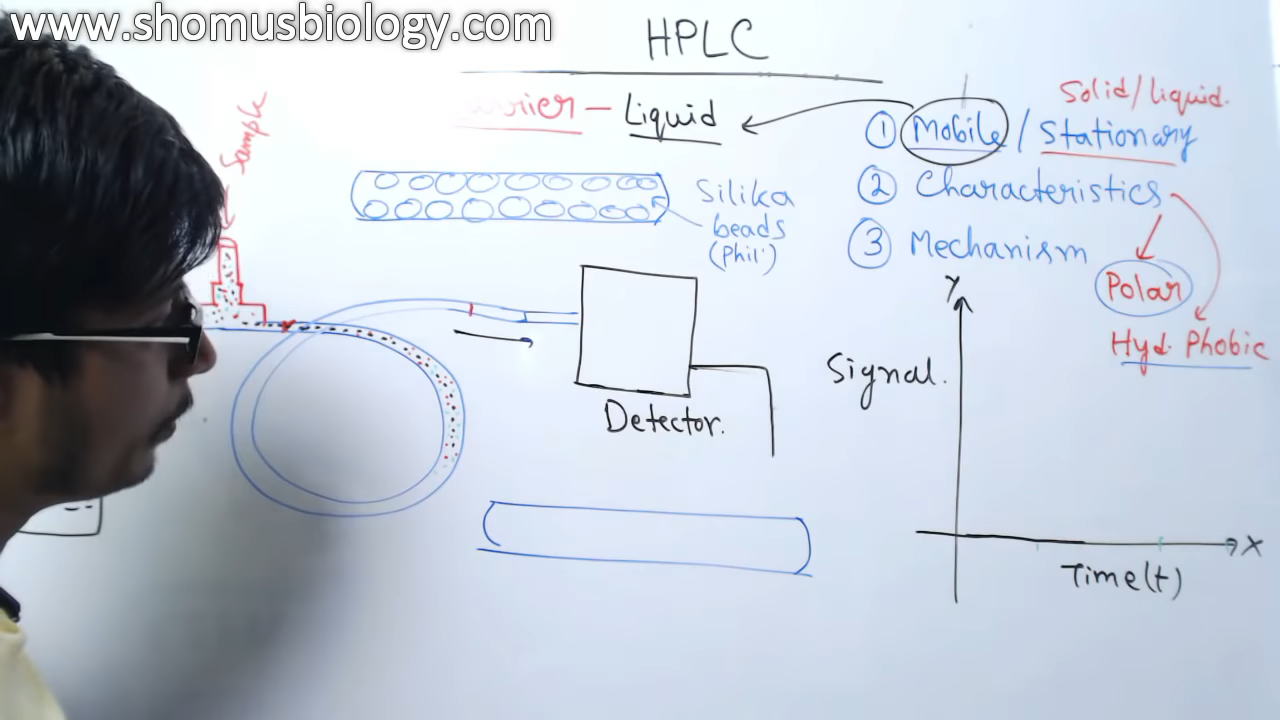 www.shomusbiology.com
HPLC
arrier - Liquid
Sample
Solid/Liquid.
① Mobile / Stationary
② Characteristics
③ Mechanism
Polar
Hyd. Phobic
Silika
beads
(Phil')
Detector.
Y
Signal.
X
Time(t)